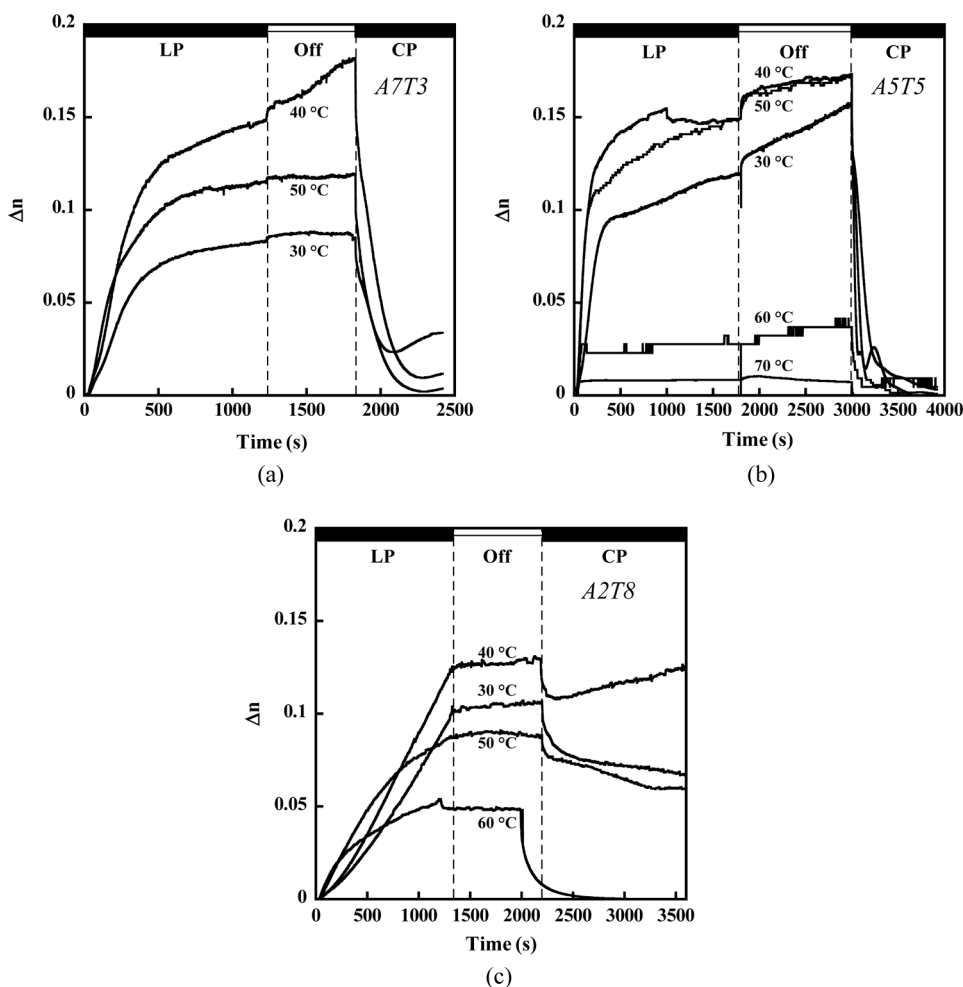 0.2
0.15
0.1
0.05
0
Δn
LP Off CP
A7T3
40 °C
50 °C
30 °C
0 500 1000 1500 2000 2500
Time (s)
(a)
0.2
0.15
0.1
0.05
0
Δn
LP Off CP
A5T5
40 °C
50 °C
30 °C
60 °C
70 °C
0 500 1000 1500 2000 2500 3000 3500 4000
Time (s)
(b)
0.2
0.15
0.1
0.05
0
Δn
LP Off CP
A2T8
40 °C
30 °C
50 °C
60 °C
0 500 1000 1500 2000 2500 3000 3500
Time (s)
(c)